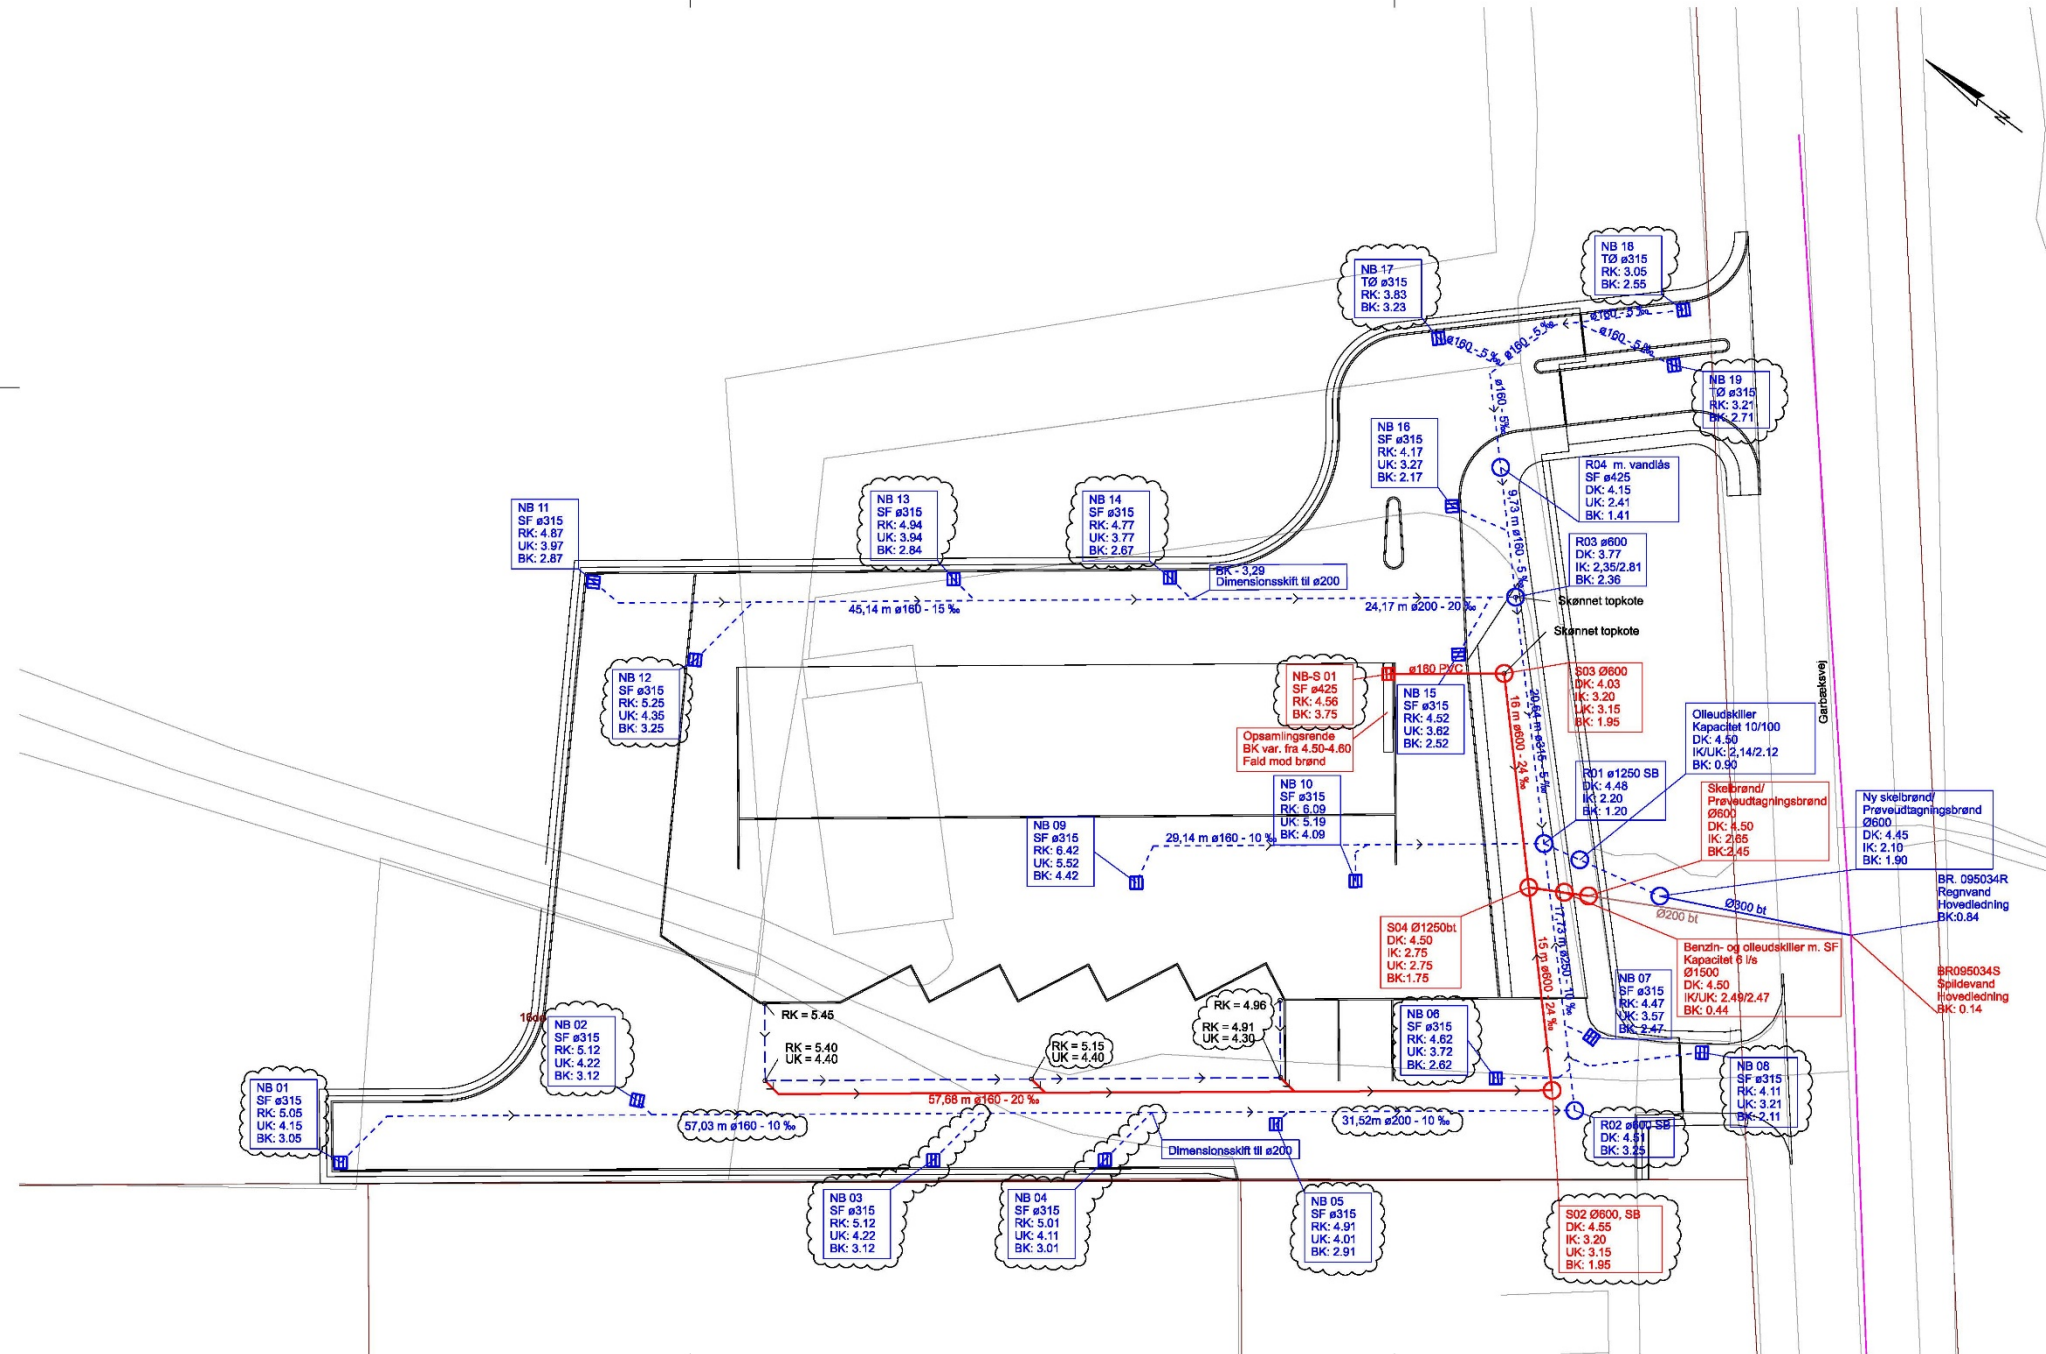 N
NB 18
TØ ø315
RK: 3.05
BK: 2.55
NB 17
TØ ø315
RK: 3.83
BK: 3.23
ø160 - 5 ‰
ø160 - 5 ‰
ø160 - 5 ‰
ø160 - 5 ‰
ø160 - 5‰
NB 19
TØ ø315
RK: 3.21
BK: 2.71
NB 16
SF ø315
RK: 4.17
UK: 3.27
BK: 2.17
R04 m. vandlås
SF ø425
DK: 4.15
UK: 2.41
BK: 1.41
9,73 m ø160 - 5 ‰
NB 11
SF ø315
RK: 4.87
UK: 3.97
BK: 2.87
NB 13
SF ø315
RK: 4.94
UK: 3.94
BK: 2.84
NB 14
SF ø315
RK: 4.77
UK: 3.77
BK: 2.67
R03 ø600
DK: 3.77
IK: 2,35/2.81
BK: 2.36
BK - 3,29
Dimensionsskift til ø200
45,14 m ø160 - 15 ‰
24,17 m ø200 - 20 ‰
Skønnet topkote
Skønnet topkote
NB 12
SF ø315
RK: 5.25
UK: 4.35
BK: 3.25
NB-S 01
SF ø425
RK: 4.56
BK: 3.75
ø160 PVC
S03 Ø600
DK: 4.03
IK: 3.20
UK: 3.15
BK: 1.95
NB 15
SF ø315
RK: 4.52
UK: 3.62
BK: 2.52
16 m ø600 - 24 ‰
20,64 m ø315 - 5 ‰
Garbæksvej
Olieudskiller
Kapacitet 10/100
DK: 4.50
IK/UK: 2,14/2.12
BK: 0.90
Opsamlingsrende
BK var. fra 4.50-4.60
Fald mod brønd
NB 10
SF ø315
RK: 6.09
UK: 5.19
BK: 4.09
R01 ø1250 SB
DK: 4.48
IK: 2.20
BK: 1.20
Skelbrønd/
Prøveudtagningsbrønd
Ø600
DK: 4.50
IK: 2.65
BK:2.45
Ny skelbrønd/
Prøveudtagningsbrønd
Ø600
DK: 4.45
IK: 2.10
BK: 1.90
NB 09
SF ø315
RK: 6.42
UK: 5.52
BK: 4.42
29,14 m ø160 - 10 ‰
BR. 095034R
Regnvand
Hovedledning
BK:0.84
Ø300 bt
Ø200 bt
S04 Ø1250bt
DK: 4.50
IK: 2.75
UK: 2.75
BK:1.75
17,73 m ø250 - 10 ‰
15 m ø600 - 24 ‰
Benzin- og olieudskiller m. SF
Kapacitet 6 l/s
Ø1500
DK: 4.50
IK/UK: 2.49/2.47
BK: 0.44
BR095034S
Spildevand
Hovedledning
BK: 0.14
NB 07
SF ø315
RK: 4.47
UK: 3.57
BK: 2.47
RK = 5.45
RK = 4.96
RK = 4.91
UK = 4.30
RK = 5.40
UK = 4.40
RK = 5.15
UK = 4.40
NB 06
SF ø315
RK: 4.62
UK: 3.72
BK: 2.62
NB 02
SF ø315
RK: 5.12
UK: 4.22
BK: 3.12
NB 01
SF ø315
RK: 5.05
UK: 4.15
BK: 3.05
NB 08
SF ø315
RK: 4.11
UK: 3.21
BK: 2.11
57,68 m ø160 - 20 ‰
57,03 m ø160 - 10 ‰
31,52m ø200 - 10 ‰
R02 ø600 SB
DK: 4.51
BK: 3.25
Dimensionsskift til ø200
NB 03
SF ø315
RK: 5.12
UK: 4.22
BK: 3.12
NB 04
SF ø315
RK: 5.01
UK: 4.11
BK: 3.01
NB 05
SF ø315
RK: 4.91
UK: 4.01
BK: 2.91
S02 Ø600, SB
DK: 4.55
IK: 3.20
UK: 3.15
BK: 1.95